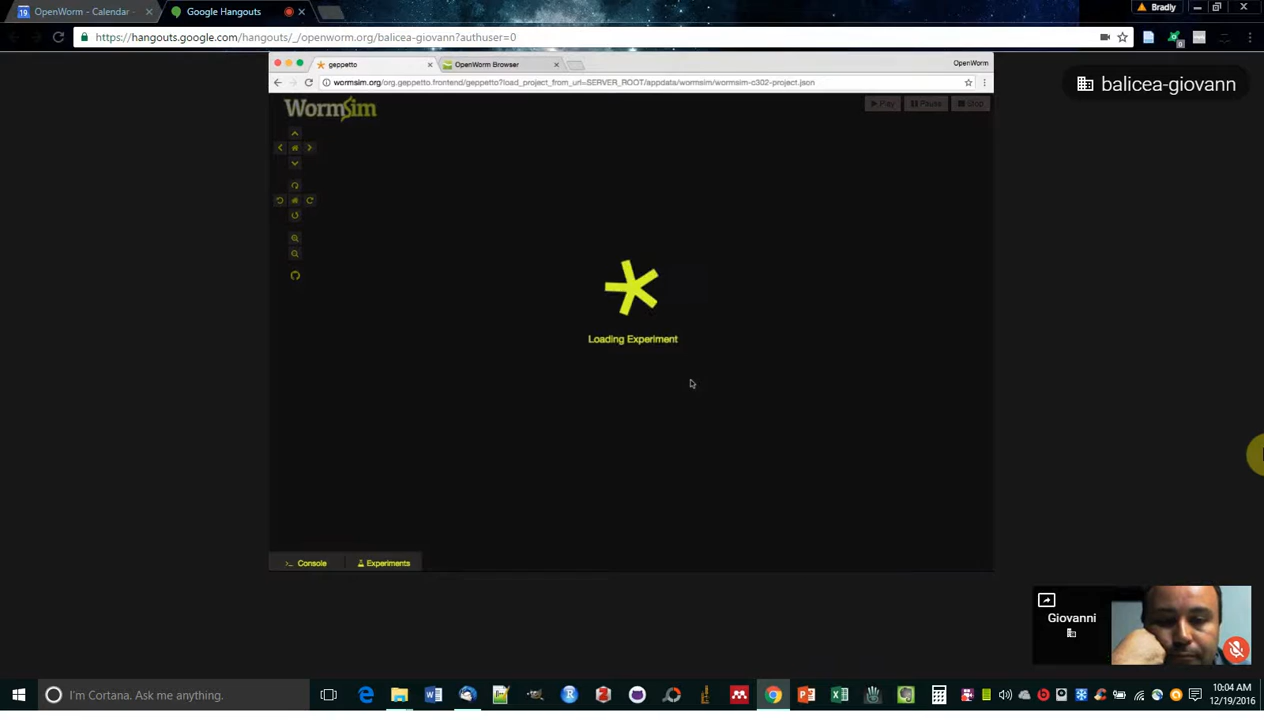 OpenWorm - Calendar
Google Hangouts
Bradly
https://hangouts.google.com/hangouts/_/openworm.org/balicea-giovann?authuser=0
geppetto
OpenWorm Browser
OpenWorm
wormsim.org/org.geppetto.frontend/geppetto?load_project_from_url=SERVER_ROOT/appdata/wormsim/wormsim-c302-project.json
balicea-giovann
WormSim
Play
Pause
Stop
Loading Experiment
Console
Experiments
Giovanni
I'm Cortana. Ask me anything.
10:04 AM
12/19/2016